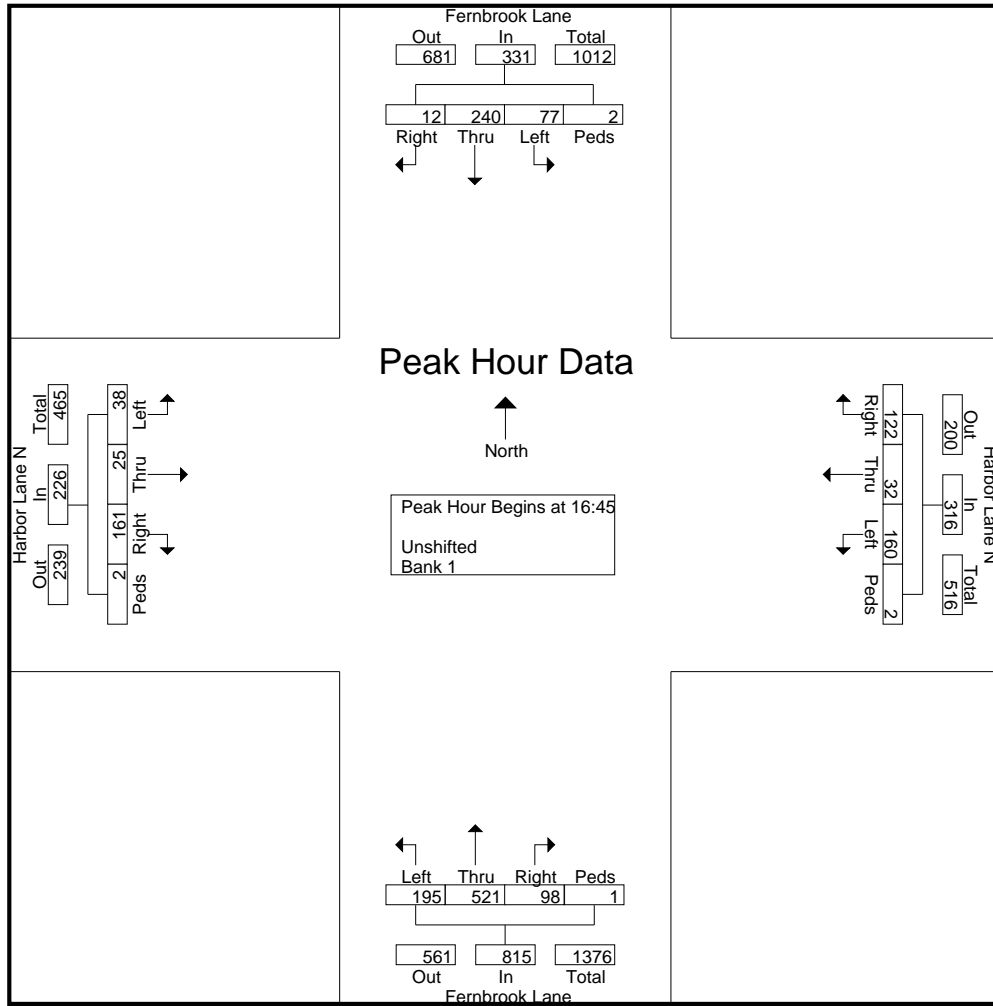 Fernbrook Lane
Out In Total
681 331 1012
12 240 77 2
Right Thru Left Peds
Peak Hour Data
North
Peak Hour Begins at 16:45
Unshifted
Bank 1
Harbor Lane N
Total In Out
465 226 239
38 25 161 2
Left Thru Right Peds
Right Thru Left Peds
122 32 160 2
Out In Total
200 316 516
Harbor Lane N
Left Thru Right Peds
195 521 98 1
561 815 1376
Out In Total
Fernbrook Lane